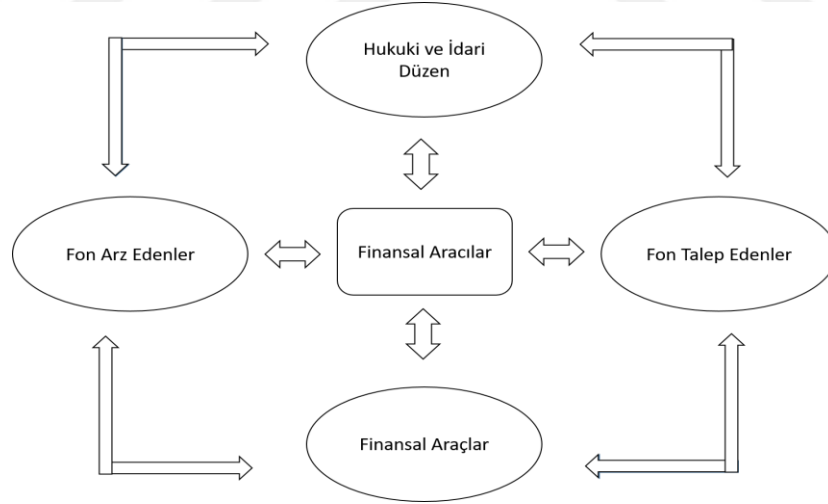 Hukuki ve İdari
Düzen
Fon Arz Edenler
Finansal Aracılar
Fon Talep Edenler
Finansal Araçlar